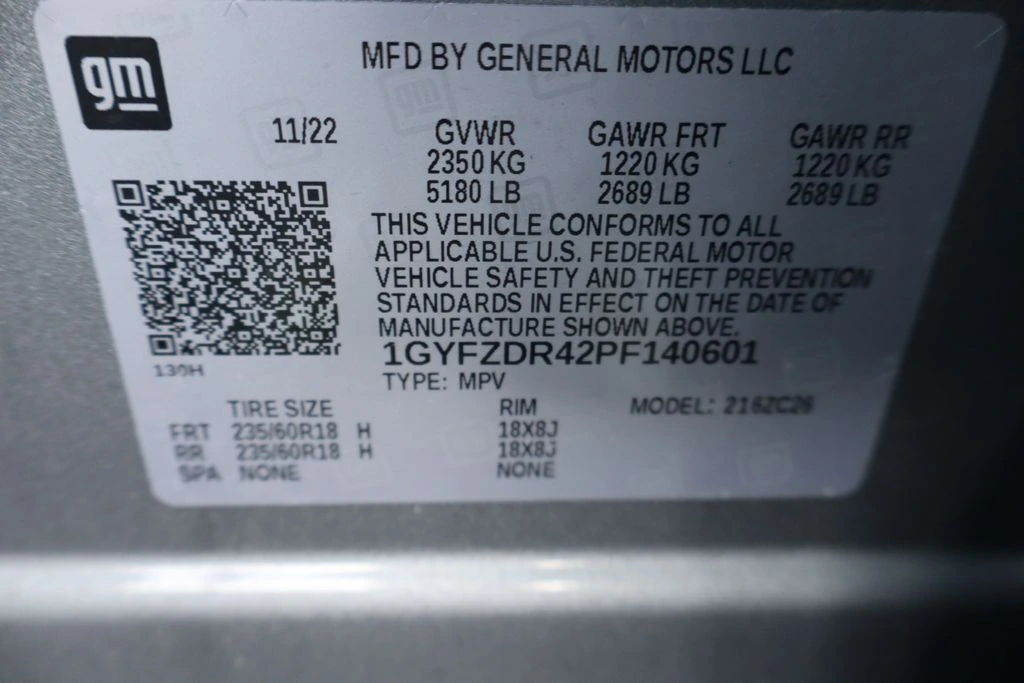 gm
MFD BY GENERAL MOTORS LLC
11/22 GVWR GAWR FRT GAWR RR
2350 KG 1220 KG 1220 KG
5180 LB 2689 LB 2689 LB
THIS VEHICLE CONFORMS TO ALL
APPLICABLE U.S. FEDERAL MOTOR
VEHICLE SAFETY AND THEFT PREVENTION
STANDARDS IN EFFECT ON THE DATE OF
MANUFACTURE SHOWN ABOVE.
1GYFZDR42PF140601
130H
TYPE: MPV
TIRE SIZE RIM MODEL: 216ZC26
FRT 235/60R18 H 18X8J
RR 235/60R18 H 18X8J
SPA NONE NONE